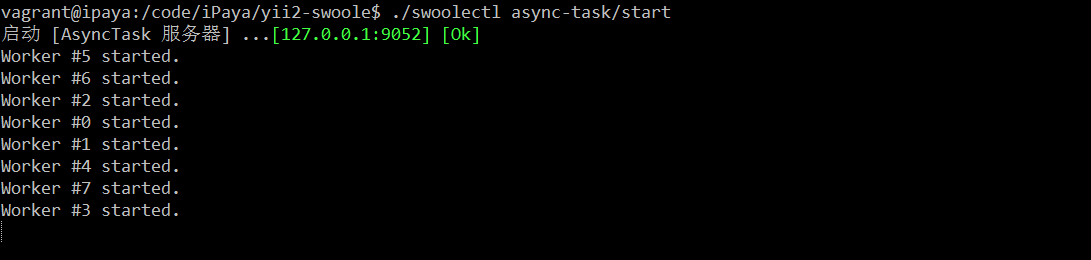 vagrant@ipaya:/code/iPaya/yii2-swoole$ ./swoolectl async-task/start
启动 [AsyncTask 服务器] ...[127.0.0.1:9052] [Ok]
Worker #5 started.
Worker #6 started.
Worker #2 started.
Worker #0 started.
Worker #1 started.
Worker #4 started.
Worker #7 started.
Worker #3 started.